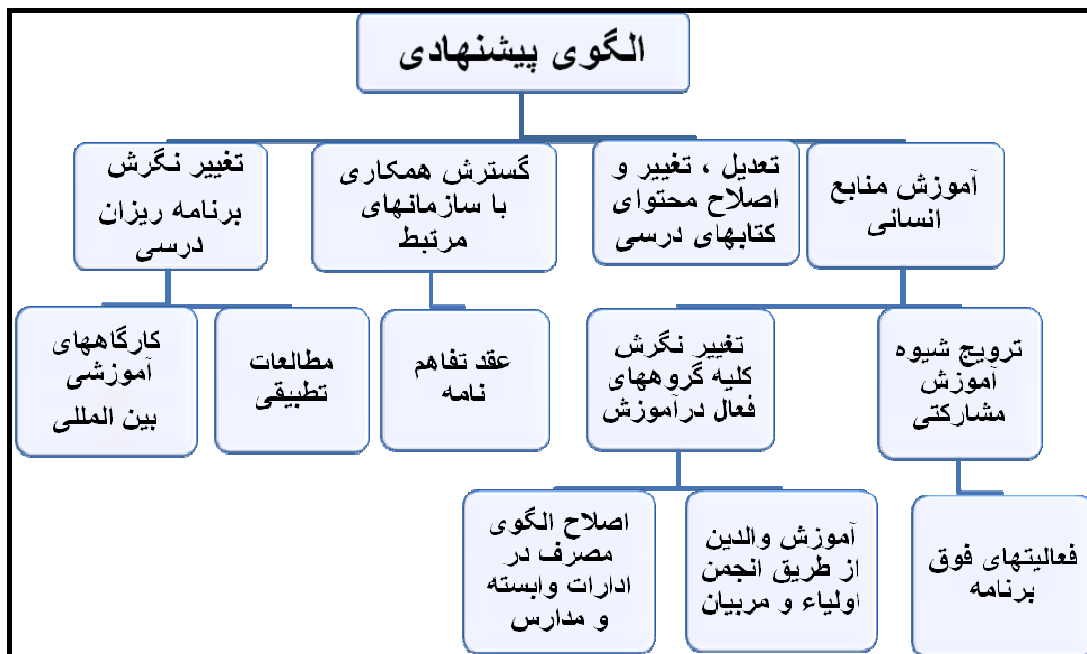 الگوی پیشنهادی
آموزش منابع
انسانی
تعدیل ، تغییر و
اصلاح محتوای
کتابهای درسی
گسترش همکاری
با سازمانهای
مرتبط
تغییر نگرش
برنامه ریزان
درسی
ترویج شیوه
آموزش
مشارکتی
تغییر نگرش
کلیه گروههای
فعال درآموزش
عقد تفاهم
نامه
مطالعات
تطبیقی
کارگاههای
آموزشی
بین المللی
فعالیتهای فوق
برنامه
آموزش والدین
از طریق انجمن
اولیاء و مربیان
اصلاح الگوی
مصرف در
ادارات وابسته
و مدارس